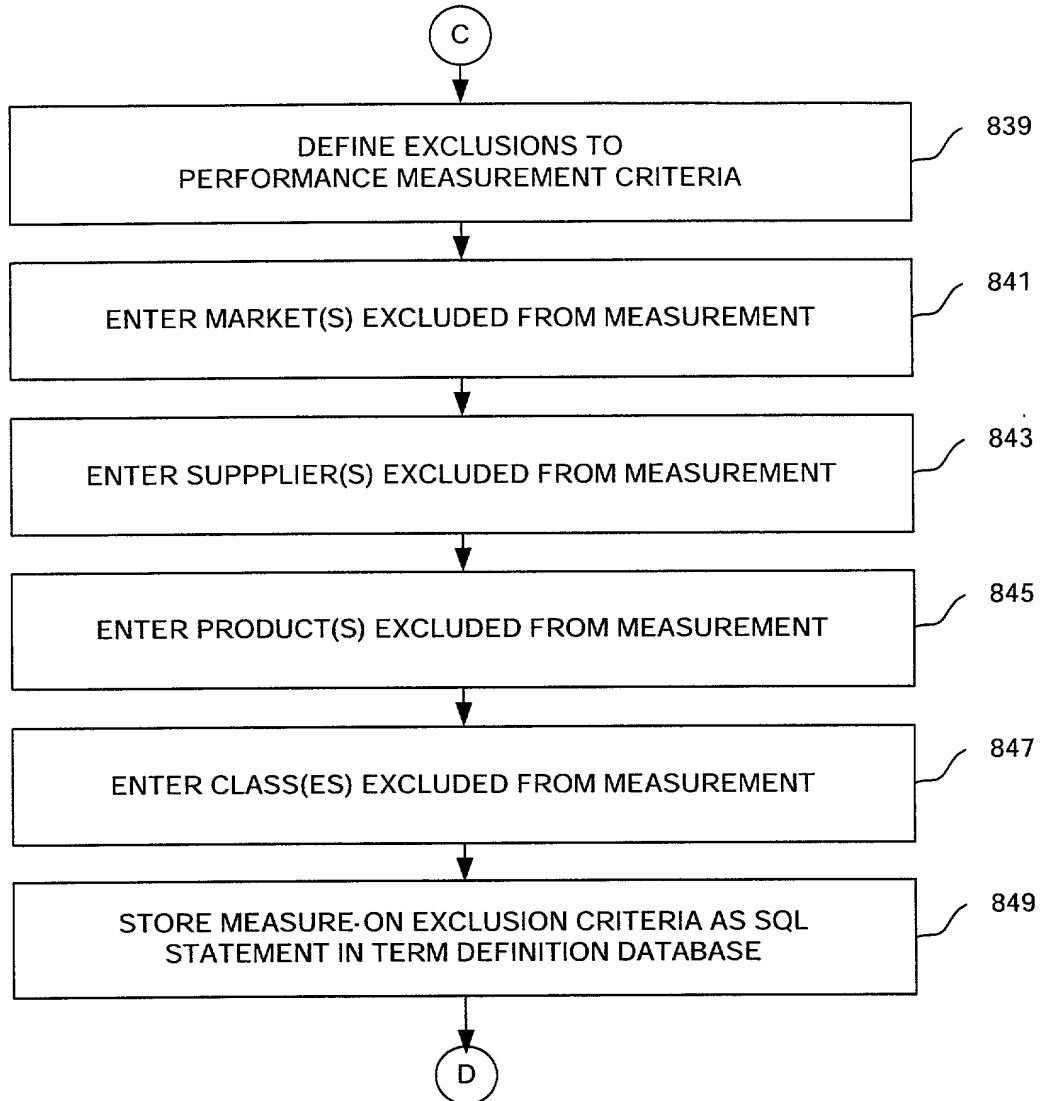 C
DEFINE EXCLUSIONS TO
PERFORMANCE MEASUREMENT CRITERIA
839
ENTER MARKET(S) EXCLUDED FROM MEASUREMENT
841
ENTER SUPPPLIER(S) EXCLUDED FROM MEASUREMENT
843
ENTER PRODUCT(S) EXCLUDED FROM MEASUREMENT
845
ENTER CLASS(ES) EXCLUDED FROM MEASUREMENT
847
STORE MEASURE-ON EXCLUSION CRITERIA AS SQL
STATEMENT IN TERM DEFINITION DATABASE
849
D